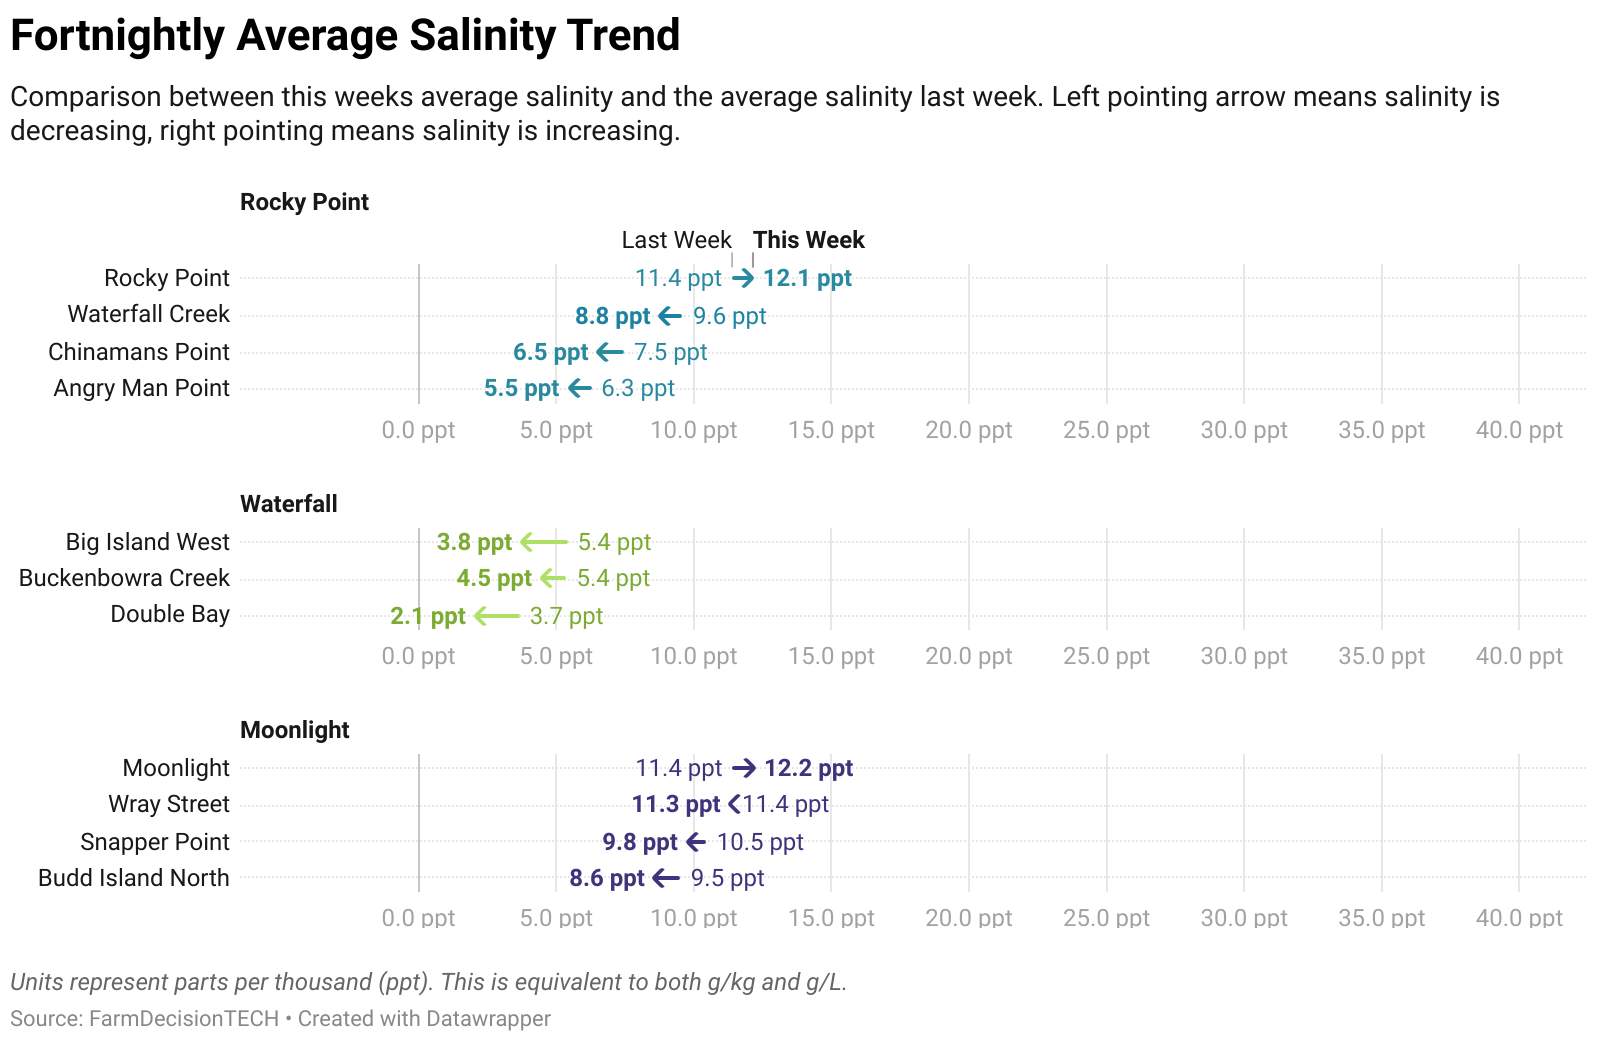 Fortnightly Average Salinity Trend
Comparison between this weeks average salinity and the average salinity last week. Left pointing arrow means salinity is
decreasing, right pointing means salinity is increasing.
Rocky Point
Last Week This Week
Rocky Point 11.4 ppt 12.1 ppt
Waterfall Creek 8.8 ppt 9.6 ppt
Chinamans Point 6.5 ppt 7.5 ppt
Angry Man Point 5.5 ppt 6.3 ppt
0.0 ppt 5.0 ppt 10.0 ppt 15.0 ppt 20.0 ppt 25.0 ppt 30.0 ppt 35.0 ppt 40.0 ppt
Waterfall
Big Island West 3.8 ppt 5.4 ppt
Buckenbowra Creek 4.5 ppt 5.4 ppt
Double Bay 2.1 ppt 3.7 ppt
0.0 ppt 5.0 ppt 10.0 ppt 15.0 ppt 20.0 ppt 25.0 ppt 30.0 ppt 35.0 ppt 40.0 ppt
Moonlight
Moonlight 11.4 ppt 12.2 ppt
Wray Street 11.3 ppt 11.4 ppt
Snapper Point 9.8 ppt 10.5 ppt
Budd Island North 8.6 ppt 9.5 ppt
0.0 ppt 5.0 ppt 10.0 ppt 15.0 ppt 20.0 ppt 25.0 ppt 30.0 ppt 35.0 ppt 40.0 ppt
Units represent parts per thousand (ppt). This is equivalent to both g/kg and g/L.
Source: FarmDecisionTECH • Created with Datawrapper